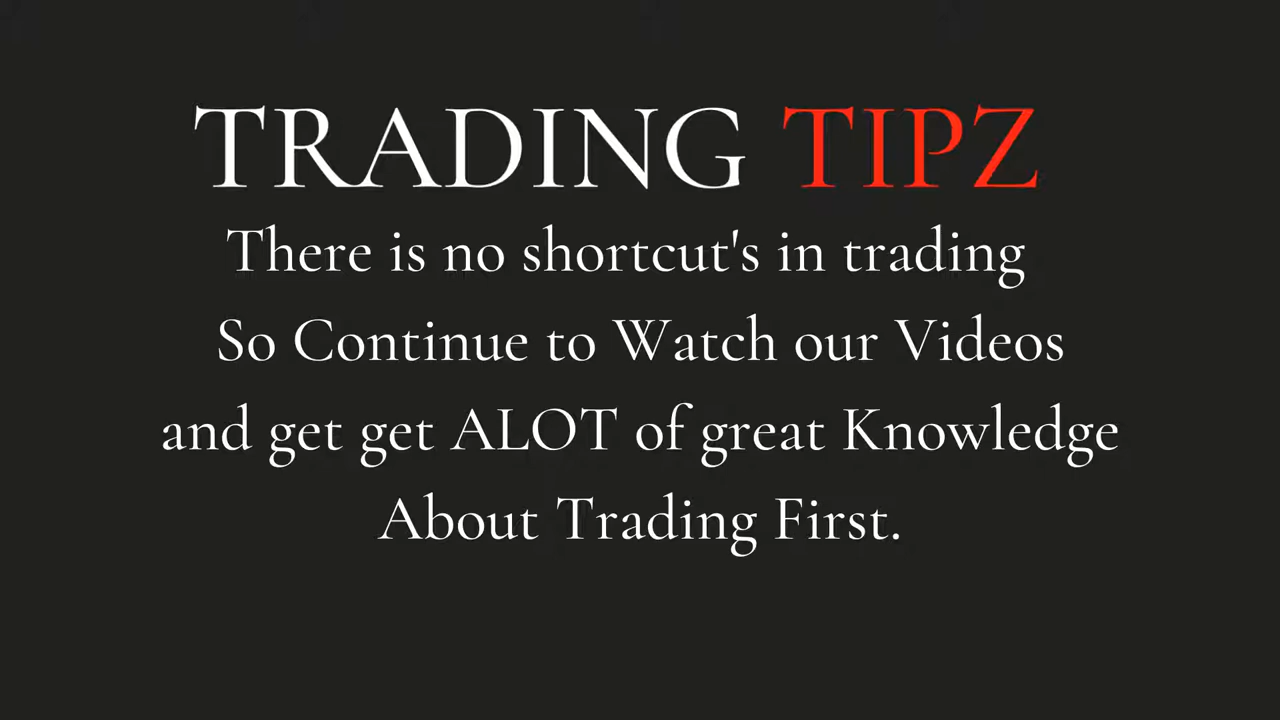 TRADING TIPZ
There is no shortcut's in trading
So Continue to Watch our Videos
and get get ALOT of great Knowledge
About Trading First.